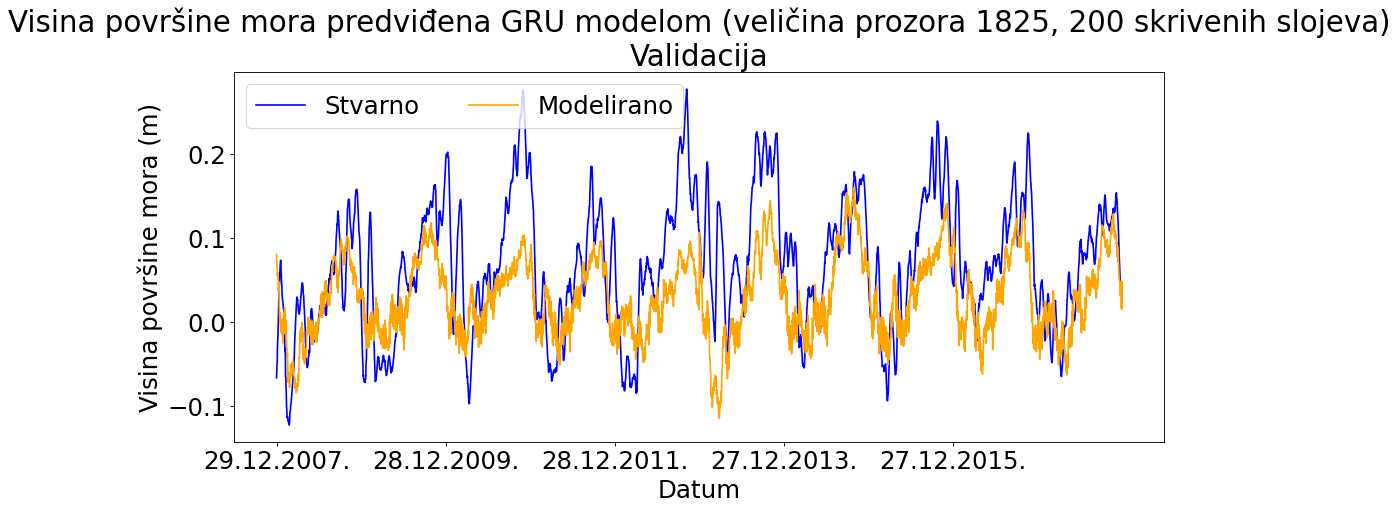 Visina površine mora predviđena GRU modelom (veličina prozora 1825, 200 skrivenih slojeva)
Validacija
Stvarno
Modelirano
Visina površine mora (m)
0.2
0.1
0.0
−0.1
29.12.2007.
28.12.2009.
28.12.2011.
27.12.2013.
27.12.2015.
Datum